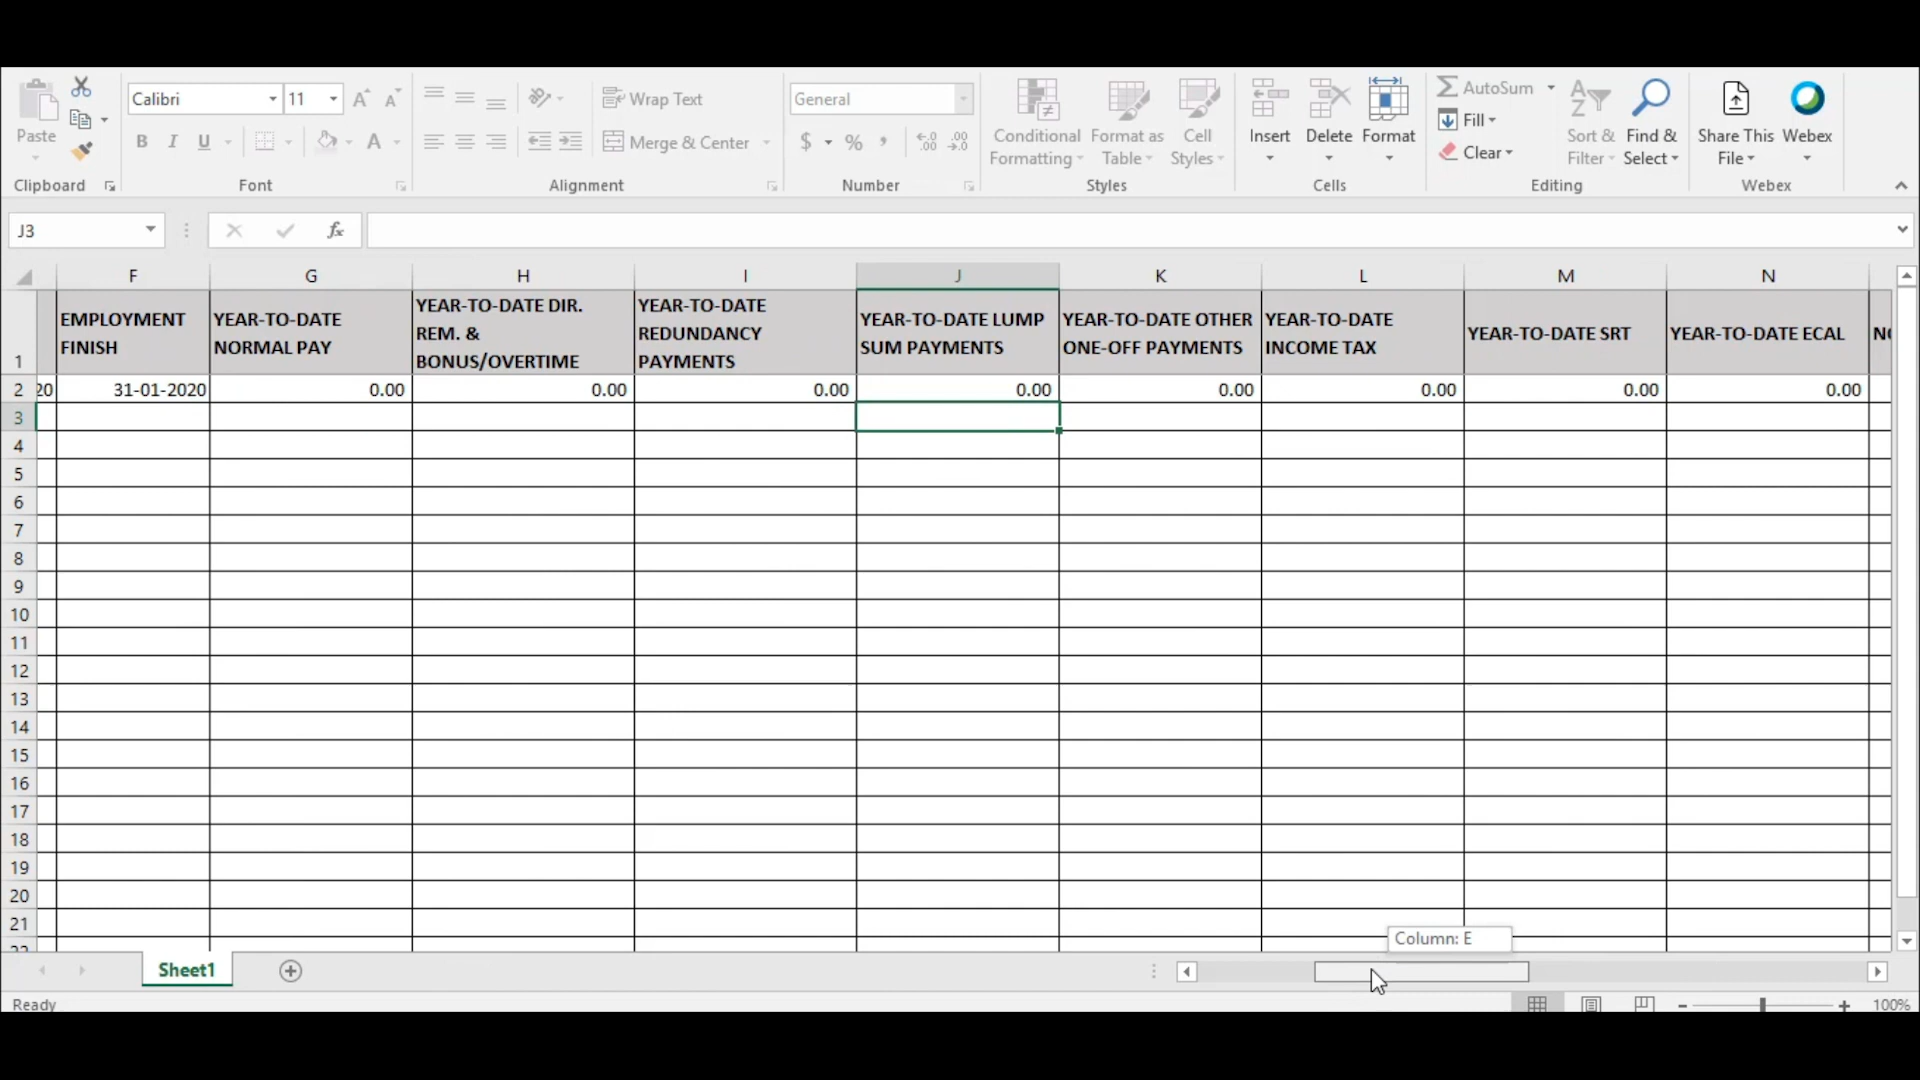 Paste
Clipboard
Calibri
11
A
A
B I U
A
Font
Wrap Text
Merge & Center
Alignment
General
$ % ,
.00
.00
Number
Conditional
Formatting
Format as
Table
Cell
Styles
Styles
Insert
Delete
Format
Cells
AutoSum
Fill
Clear
Sort &
Filter
Find &
Select
Editing
Share This
File
Webex
Webex
J3
fx
F G H I J K L M N
1
EMPLOYMENT
FINISH
YEAR-TO-DATE
NORMAL PAY
YEAR-TO-DATE DIR.
REM. &
BONUS/OVERTIME
YEAR-TO-DATE
REDUNDANCY
PAYMENTS
YEAR-TO-DATE LUMP
SUM PAYMENTS
YEAR-TO-DATE OTHER
ONE-OFF PAYMENTS
YEAR-TO-DATE
INCOME TAX
YEAR-TO-DATE SRT
YEAR-TO-DATE ECAL
2 20 31-01-2020 0.00 0.00 0.00 0.00 0.00 0.00 0.00 0.00
3
4
5
6
7
8
9
10
11
12
13
14
15
16
17
18
19
20
21
22
Column: E
Sheet1
Ready
100%